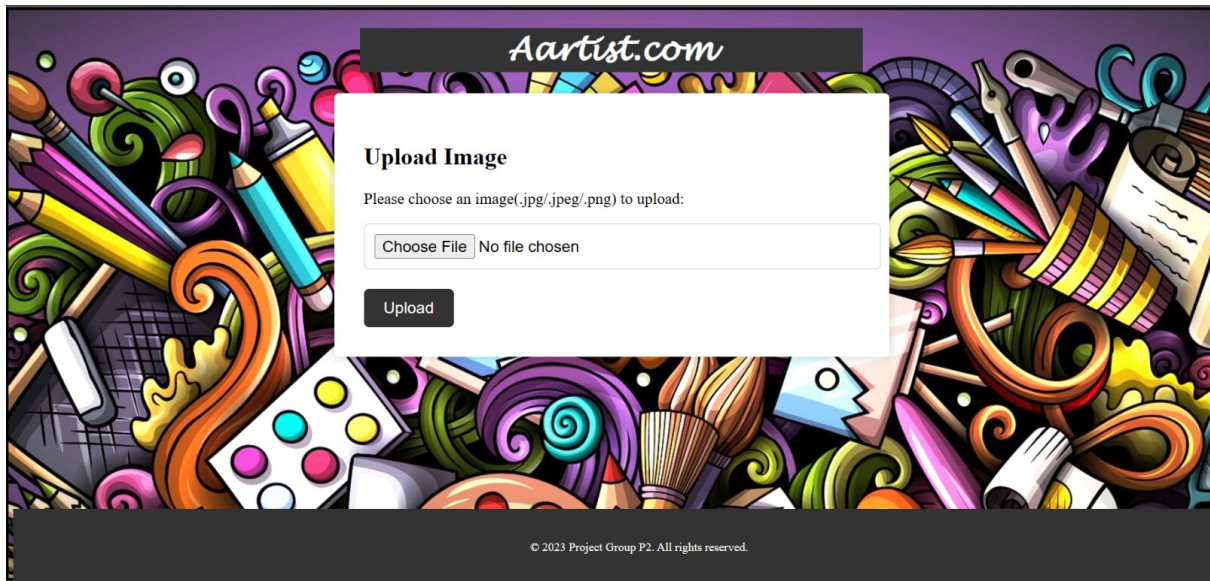 Aartist.com
Upload Image
Please choose an image(.jpg/.jpeg/.png) to upload:
Choose File No file chosen
Upload
© 2023 Project Group P2. All rights reserved.